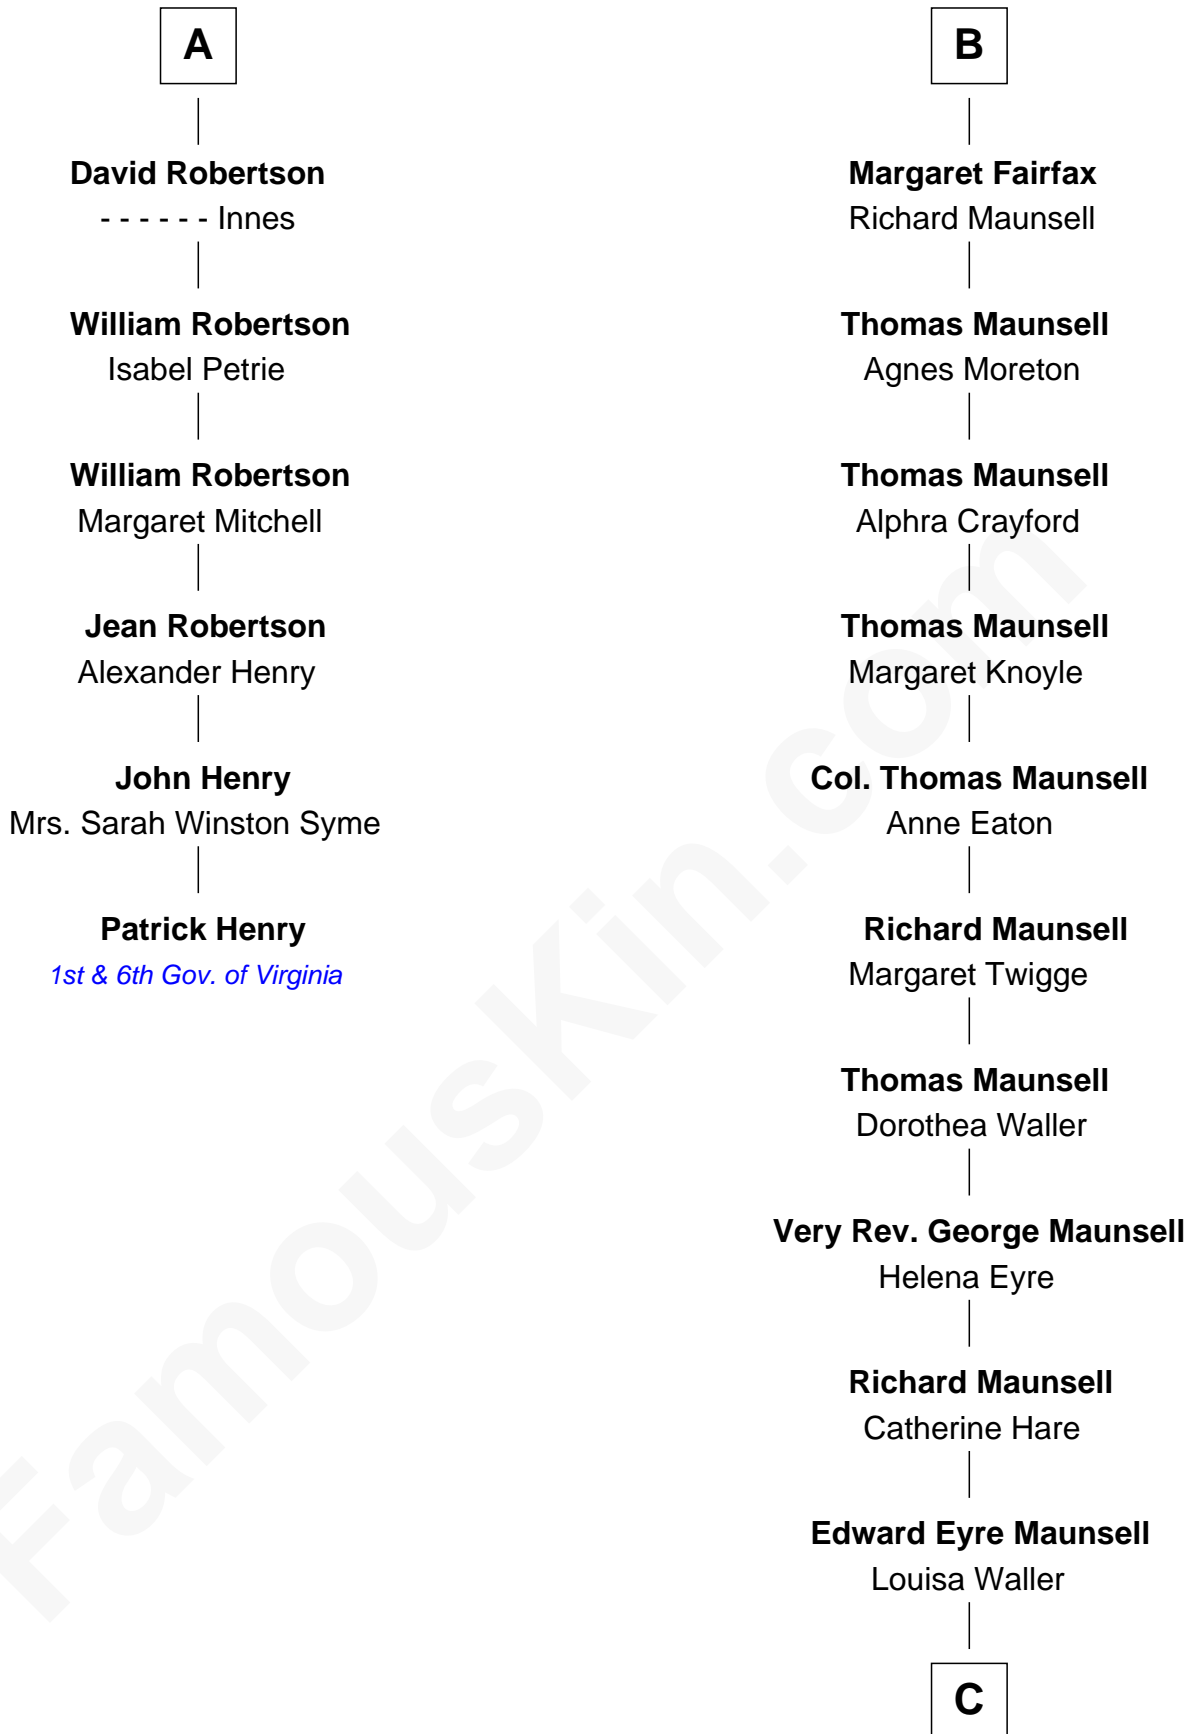 A
David Robertson
- - - - - - Innes
William Robertson
Isabel Petrie
William Robertson
Margaret Mitchell
Jean Robertson
Alexander Henry
John Henry
Mrs. Sarah Winston Syme
Patrick Henry
1st & 6th Gov. of Virginia
B
Margaret Fairfax
Richard Maunsell
Thomas Maunsell
Agnes Moreton
Thomas Maunsell
Alphra Crayford
Thomas Maunsell
Margaret Knoyle
Col. Thomas Maunsell
Anne Eaton
Richard Maunsell
Margaret Twigge
Thomas Maunsell
Dorothea Waller
Very Rev. George Maunsell
Helena Eyre
Richard Maunsell
Catherine Hare
Edward Eyre Maunsell
Louisa Waller
C
FamousKin.com